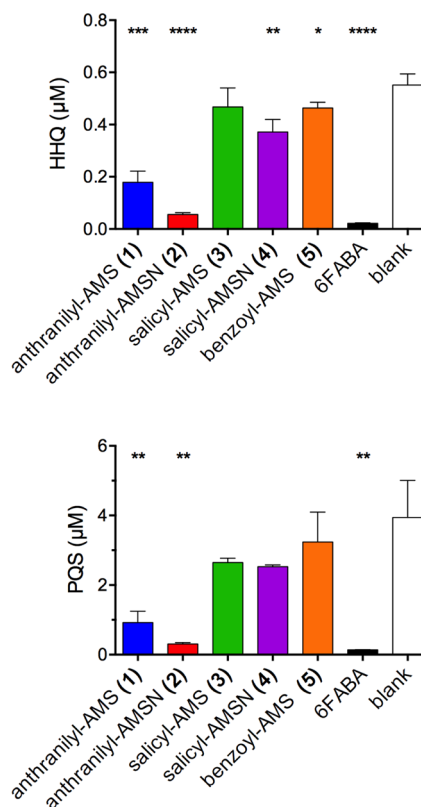 *** **** ** * ****
0.8
0.6
0.4
0.2
0.0
HHQ (µM)
anthranilyl-AMS (1)
anthranilyl-AMSN (2)
salicyl-AMS (3)
salicyl-AMSN (4)
benzoyl-AMS (5)
6FABA
blank
** ** **
6
4
2
0
PQS (µM)
anthranilyl-AMS (1)
anthranilyl-AMSN (2)
salicyl-AMS (3)
salicyl-AMSN (4)
benzoyl-AMS (5)
6FABA
blank